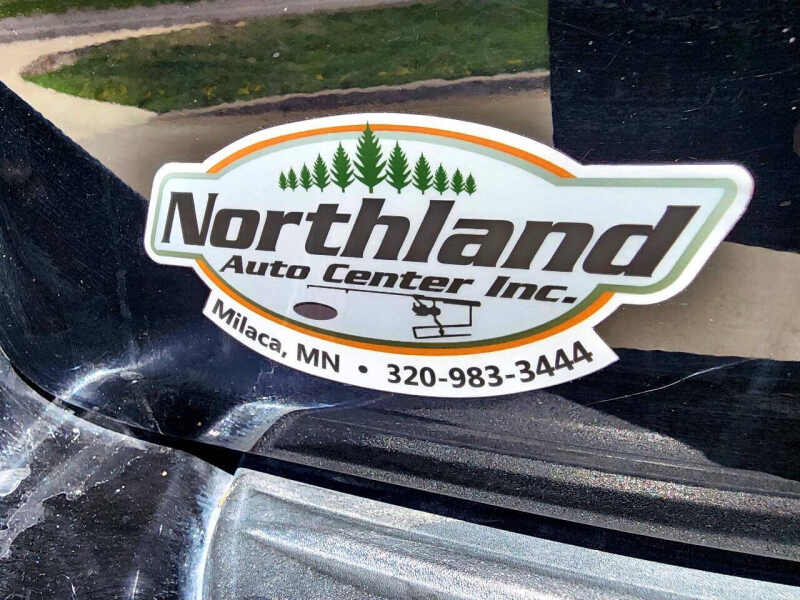 Northland
Auto Center Inc.
Milaca, MN • 320-983-3444